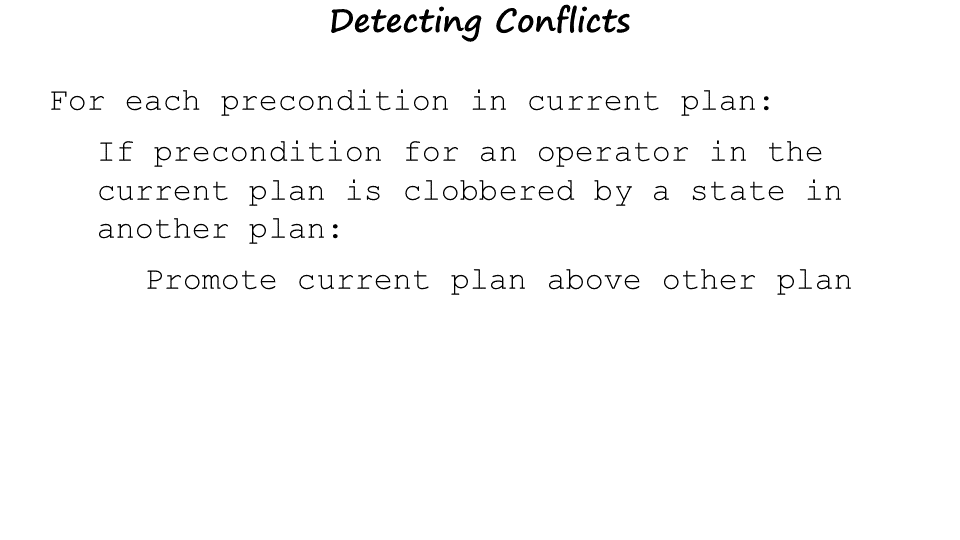 Detecting Conflicts
For each precondition in current plan:
If precondition for an operator in the
current plan is clobbered by a state in
another plan:
Promote current plan above other plan